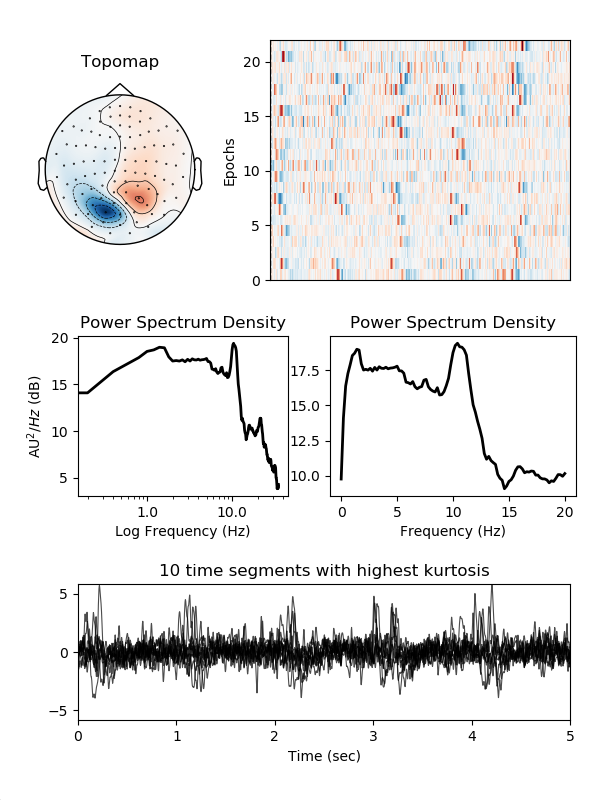 Topomap
Epochs
20
15
10
5
0
Power Spectrum Density
AU²/Hz (dB)
20
15
10
5
1.0 10.0
Log Frequency (Hz)
Power Spectrum Density
17.5
15.0
12.5
10.0
0 5 10 15 20
Frequency (Hz)
10 time segments with highest kurtosis
5
0
−5
0 1 2 3 4 5
Time (sec)